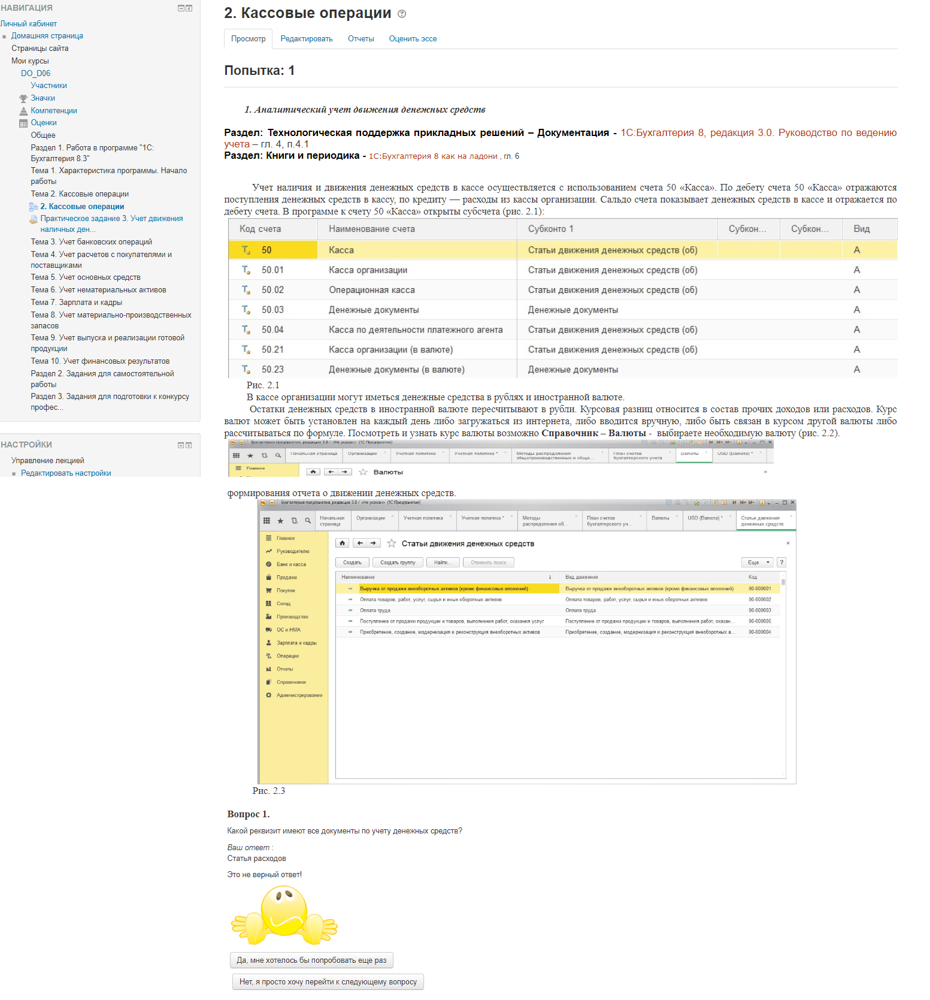 НАВИГАЦИЯ
Личный кабинет
Домашняя страница
Страницы сайта
Мои курсы
DO_D06
Участники
Значки
Компетенции
Оценки
Общее
Раздел 1. Работа в программе "1С:
Бухгалтерия 8.3"
Тема 1. Характеристика программы. Начало
работы
Тема 2. Кассовые операции
2. Кассовые операции
Практическое задание 3. Учет движения
наличных ден...
Тема 3. Учет банковских операций
Тема 4. Учет расчетов с покупателями и
поставщиками
Тема 5. Учет основных средств
Тема 6. Учет нематериальных активов
Тема 7. Зарплата и кадры
Тема 8. Учет материально-производственных
запасов
Тема 9. Учет выпуска и реализации готовой
продукции
Тема 10. Учет финансовых результатов
Раздел 2. Задания для самостоятельной
работы
Раздел 3. Задания для подготовки к конкурсу
профес...
НАСТРОЙКИ
Управление лекцией
Редактировать настройки
2. Кассовые операции
Просмотр Редактировать Отчеты Оценить эссе
Попытка: 1
1. Аналитический учет движения денежных средств
Раздел: Технологическая поддержка прикладных решений – Документация - 1С:Бухгалтерия 8, редакция 3.0. Руководство по ведению
учета – гл. 4, п.4.1
Раздел: Книги и периодика - 1С:Бухгалтерия 8 как на ладони , гл. 6
Учет наличия и движения денежных средств в кассе осуществляется с использованием счета 50 «Касса». По дебету счета 50 «Касса» отражаются
поступления денежных средств в кассу, по кредиту — расходы из кассы организации. Сальдо счета показывает денежных средств в кассе и отражается по
дебету счета. В программе к счету 50 «Касса» открыты субсчета (рис. 2.1):
Код счета Наименование счета Субконто 1 Субкон... Субкон... Вид
50 Касса Статьи движения денежных средств (об) А
50.01 Касса организации Статьи движения денежных средств (об) А
50.02 Операционная касса Статьи движения денежных средств (об) А
50.03 Денежные документы Денежные документы А
50.04 Касса по деятельности платежного агента Статьи движения денежных средств (об) А
50.21 Касса организации (в валюте) Статьи движения денежных средств (об) А
50.23 Денежные документы (в валюте) Денежные документы А
Рис. 2.1
В кассе организации могут иметься денежные средства в рублях и иностранной валюте.
Остатки денежных средств в иностранной валюте пересчитывают в рубли. Курсовая разниц относится в состав прочих доходов или расходов. Курс
валют может быть установлен на каждый день либо загружаться из интернета, либо вводится вручную, либо быть связан в курсом другой валюты либо
рассчитываться по формуле. Посмотреть и узнать курс валюты возможно Справочник – Валюты - выбираете необходимую валюту (рис. 2.2).
Бухгалтерия предприятия, редакция 3.0 / <Не указан> (1С:Предприятие) M M+ M-
Начальная страница Организации Учетная политика Учетная политика * Методы распределения План счетов Валюты USD (Валюта) *
общепроизводственных и обще... бухгалтерского учета
Главное
Валюты
формирования отчета о движении денежных средств.
Бухгалтерия предприятия, редакция 3.0 / <Не указан> (1С:Предприятие) M M+ M-
Начальная Организации Учетная политика Учетная политика * Методы План счетов Валюты USD (Валюта) * Статьи движения
страница распределения об... бухгалтерского уч... денежных средств
Главное
Руководителю
Банк и касса
Продажи
Покупки
Склад
Производство
ОС и НМА
Зарплата и кадры
Операции
Отчеты
Справочники
Администрирование
Статьи движения денежных средств
Создать Создать группу Найти... Отменить поиск Еще ?
Наименование Вид движения Код
Выручка от продажи внеоборотных активов (кроме финансовых вложений) Выручка от продажи внеоборотных активов (кроме финансовых вложений) 00-000001
Оплата товаров, работ, услуг, сырья и иных оборотных активов Оплата товаров, работ, услуг, сырья и иных оборотных активов 00-000002
Оплата труда Оплата труда 00-000003
Поступление от продажи продукции и товаров, выполнения работ, оказания услуг Поступление от продажи продукции и товаров, выполнения работ, оказан... 00-000005
Приобретение, создание, модернизация и реконструкция внеоборотных активов Приобретение, создание, модернизация и реконструкция внеоборотных а... 00-000004
Рис. 2.3
Вопрос 1.
Какой реквизит имеют все документы по учету денежных средств?
Ваш ответ :
Статья расходов
Это не верный ответ!
Да, мне хотелось бы попробовать еще раз
Нет, я просто хочу перейти к следующему вопросу